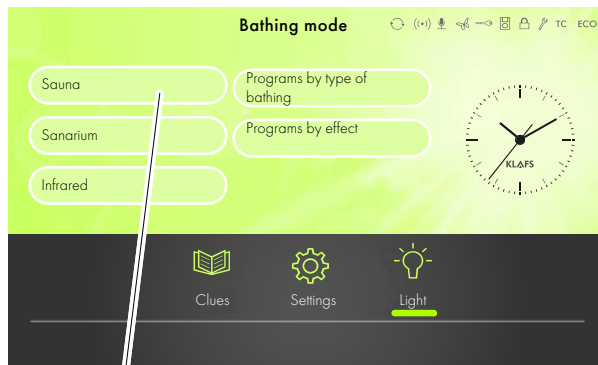 Bathing mode
TC ECO
Sauna
Programs by type of
bathing
Sanarium
Programs by effect
Infrared
KLAFS
Clues
Settings
Light